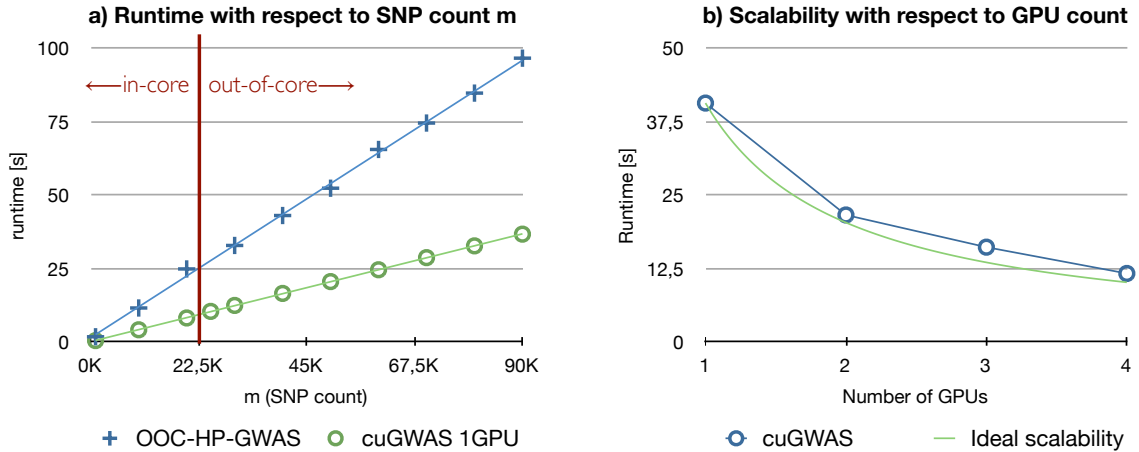 a) Runtime with respect to SNP count m
100
75
50
25
0
runtime [s]
←in-core
out-of-core→
0K
22,5K
45K
67,5K
90K
m (SNP count)
OOC-HP-GWAS
cuGWAS 1GPU
b) Scalability with respect to GPU count
50
37,5
25
12,5
0
Runtime [s]
1
2
3
4
Number of GPUs
cuGWAS
Ideal scalability